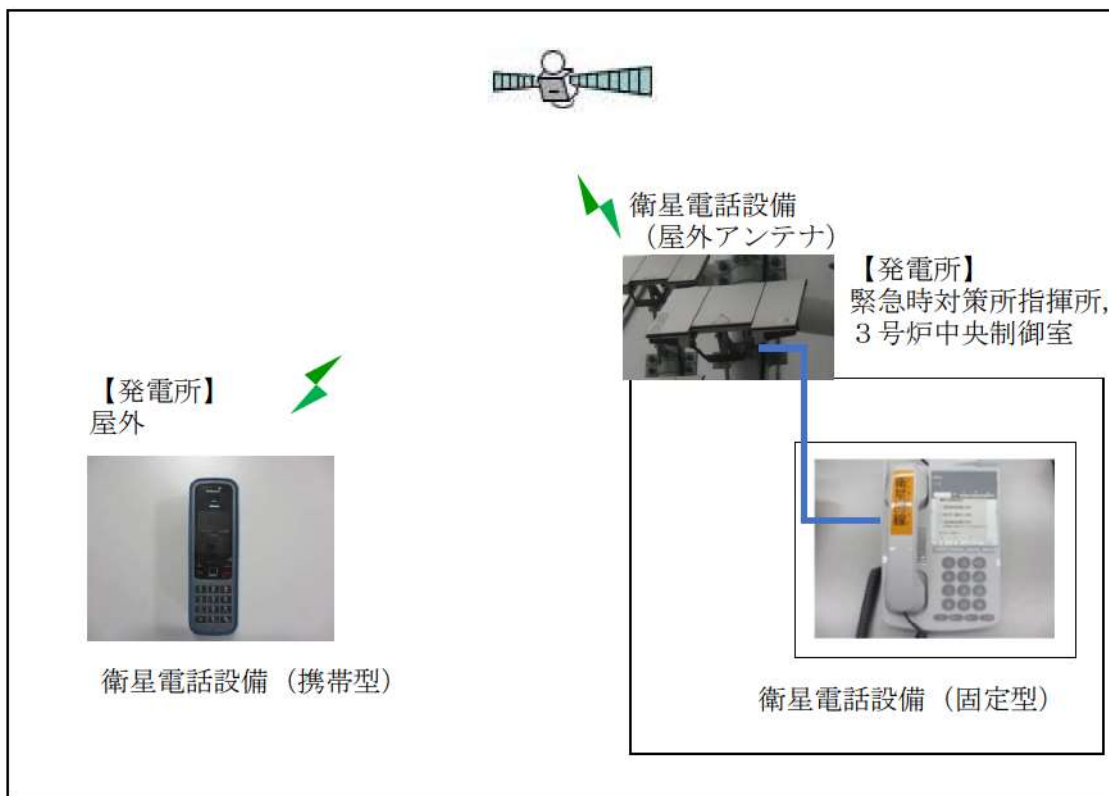 衛星電話設備
（屋外アンテナ）
【発電所】
緊急時対策所指揮所，
３号炉中央制御室
【発電所】
屋外
衛星電話設備（携帯型）
衛星電話設備（固定型）